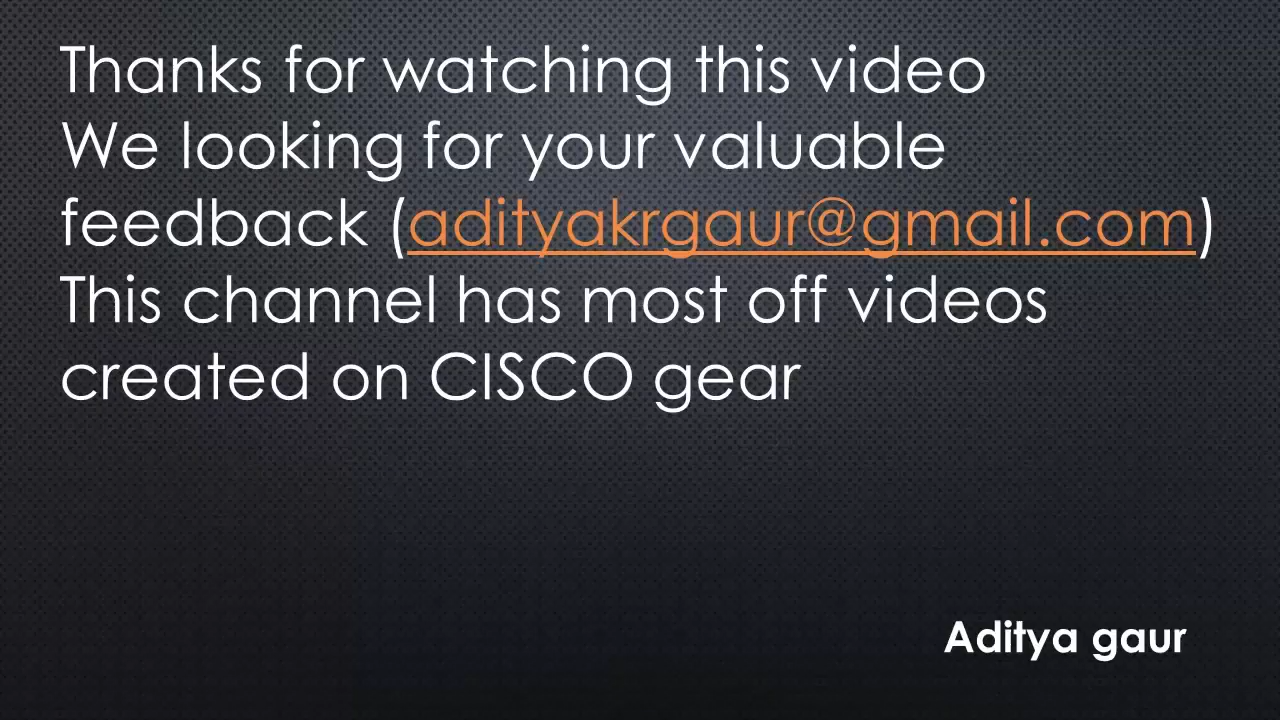 Thanks for watching this video
We looking for your valuable
feedback (adityakrgaur@gmail.com)
This channel has most off videos
created on CISCO gear
Aditya gaur